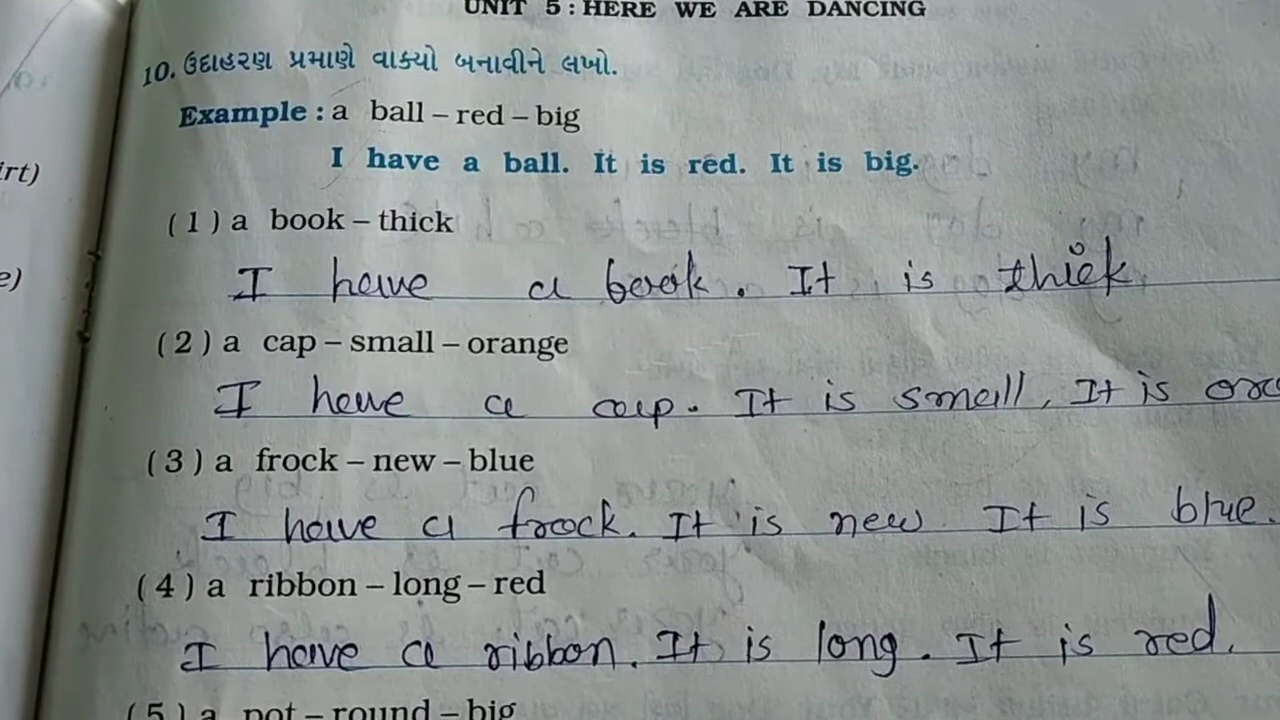 UNIT 5 : HERE WE ARE DANCING
10. ઉદાહરણ પ્રમાણે વાક્યો બનાવીને લખો.
Example : a ball – red – big
I have a ball. It is red. It is big.
irt)
( 1 ) a book – thick
I have a book. It is thick.
e)
( 2 ) a cap – small – orange
I have a cap. It is small, It is
( 3 ) a frock – new – blue
I have a frock. It is new It is blue.
( 4 ) a ribbon – long – red
I have a ribbon. It is long. It is red.
( 5 ) a pot – round – big